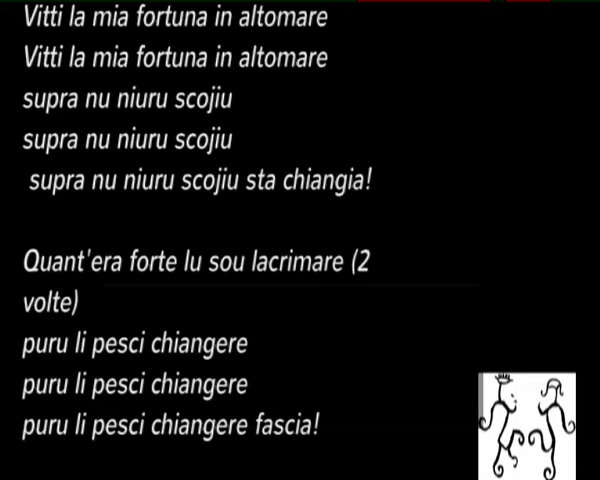 Vitti la mia fortuna in altomare
Vitti la mia fortuna in altomare
supra nu niuru scojiu
supra nu niuru scojiu
supra nu niuru scojiu sta chiangia!
Quant'era forte lu sou lacrimare (2
volte)
puru li pesci chiangere
puru li pesci chiangere
puru li pesci chiangere fascia!